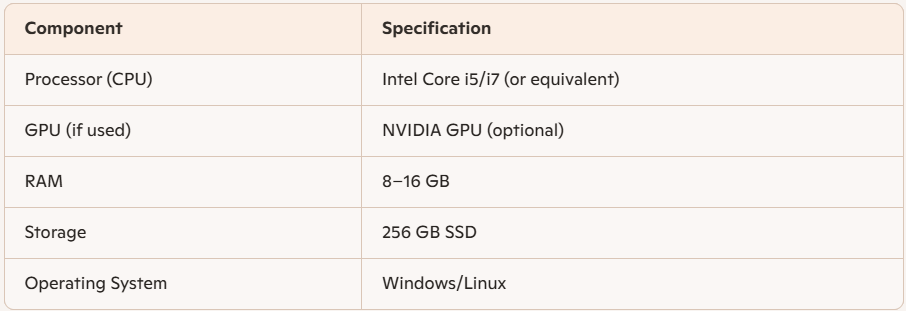 Component Specification
Processor (CPU) Intel Core i5/i7 (or equivalent)
GPU (if used) NVIDIA GPU (optional)
RAM 8–16 GB
Storage 256 GB SSD
Operating System Windows/Linux